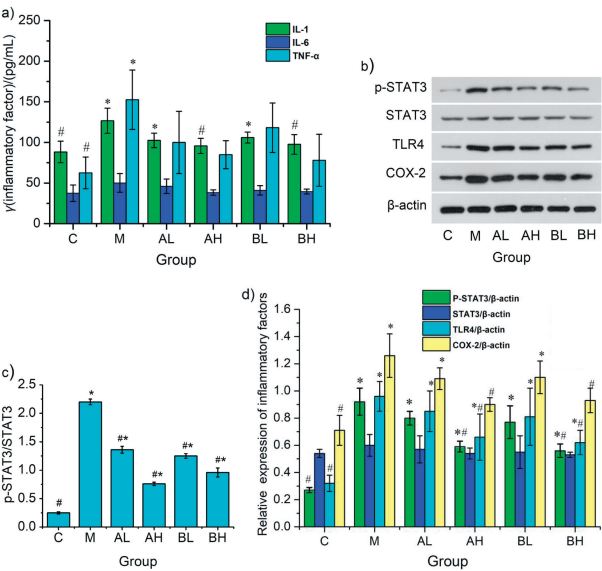 a)
γ(inflammatory factor)/(pg/mL)
250
200
150
100
50
0
IL-1
IL-6
TNF-α
# # * * * # * #
C M AL AH BL BH
Group
b)
p-STAT3
STAT3
TLR4
COX-2
β-actin
C M AL AH BL BH
Group
c)
p-STAT3/STAT3
2.5
2.0
1.5
1.0
0.5
0.0
# * #* #* #* #*
C M AL AH BL BH
Group
d)
Relative expression of inflammatory factors
1.6
1.4
1.2
1.0
0.8
0.6
0.4
0.2
0.0
P-STAT3/β-actin
STAT3/β-actin
TLR4/β-actin
COX-2/β-actin
# # # * * * * * * *# *# # * * * *# *# #
C M AL AH BL BH
Group